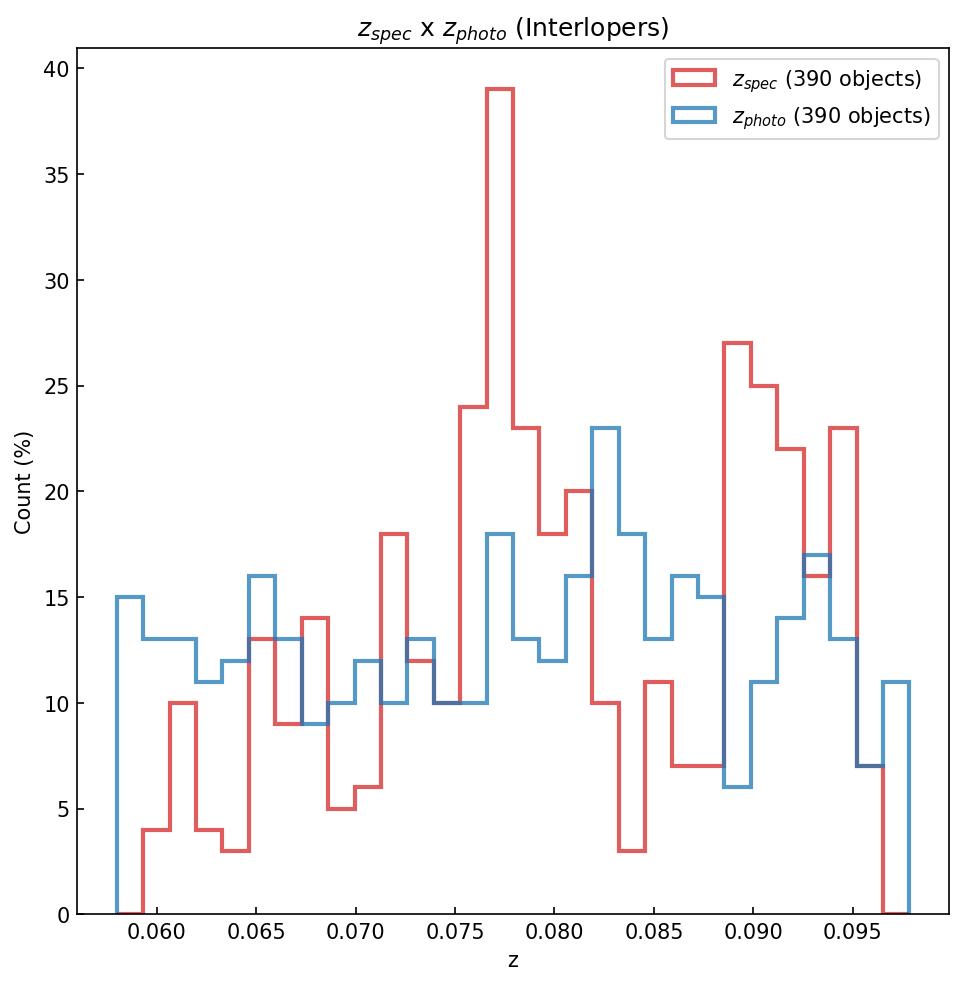 z_spec x z_photo (Interlopers)
z_spec (390 objects)
z_photo (390 objects)
Count (%)
40
35
30
25
20
15
10
5
0
0.060 0.065 0.070 0.075 0.080 0.085 0.090 0.095
z